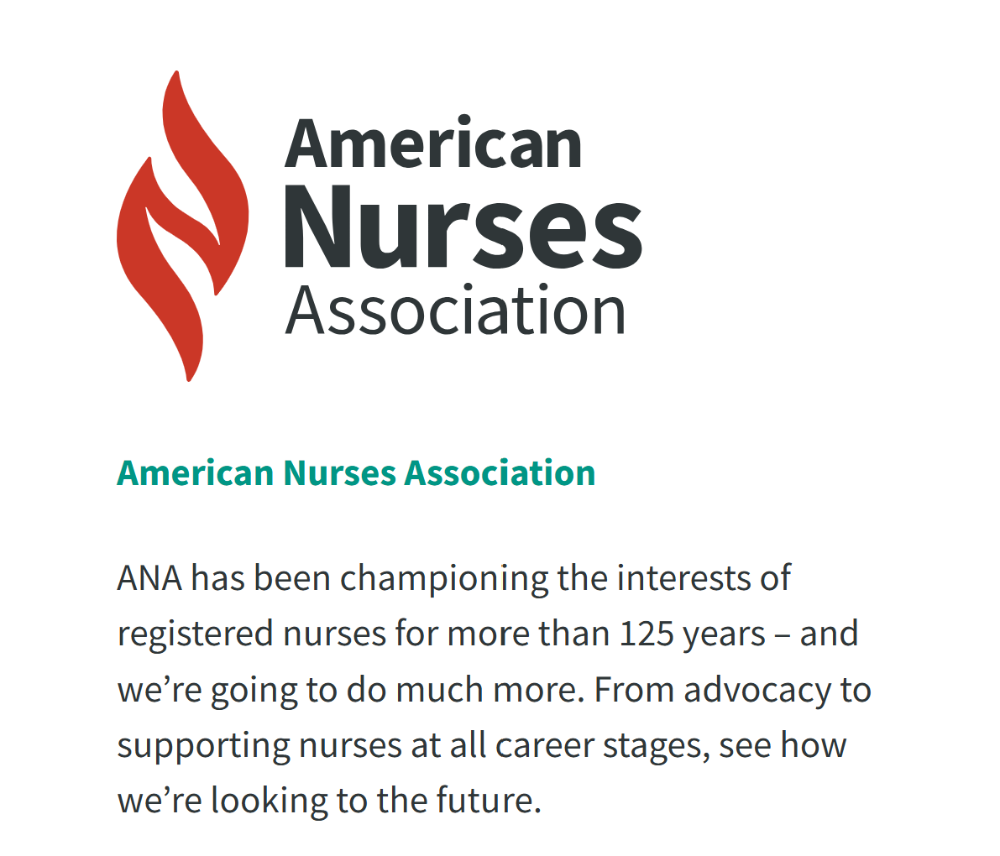 American
Nurses
Association
American Nurses Association
ANA has been championing the interests of
registered nurses for more than 125 years – and
we’re going to do much more. From advocacy to
supporting nurses at all career stages, see how
we’re looking to the future.